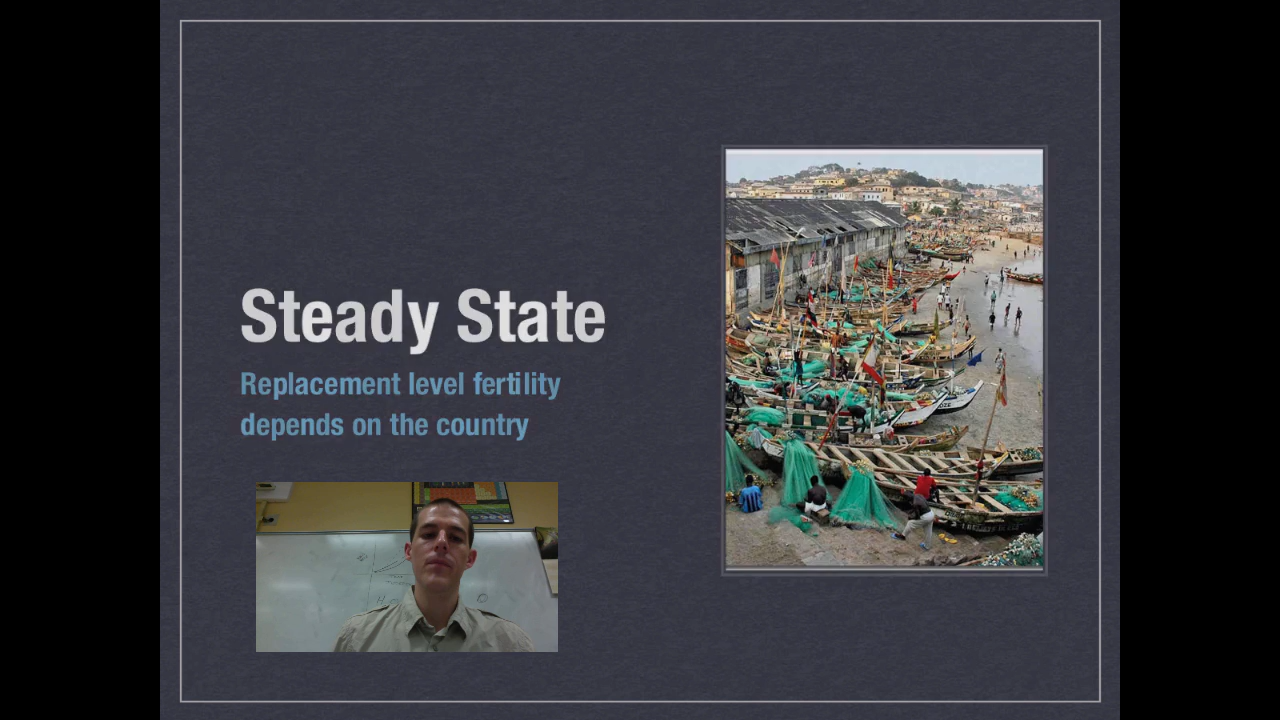 Steady State
Replacement level fertility
depends on the country